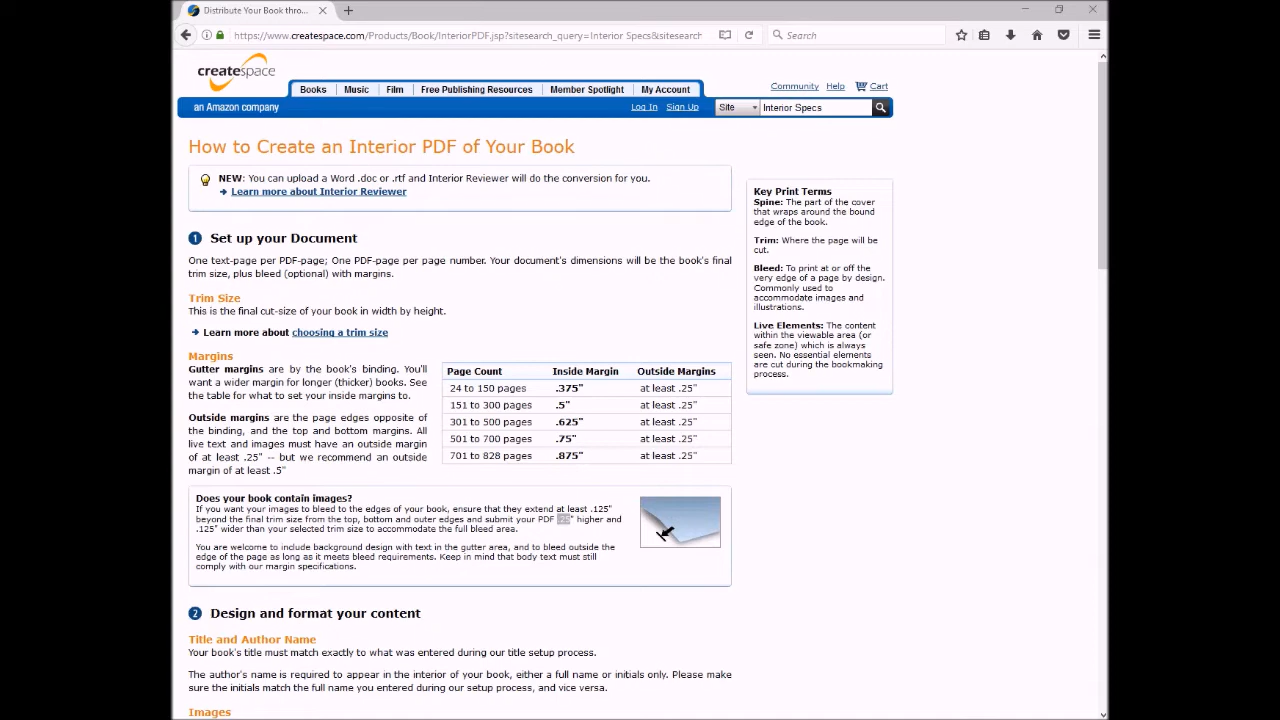 Distribute Your Book thro...
https://www.createspace.com/Products/Book/InteriorPDF.jsp?sitesearch_query=Interior Specs&sitesearch
Search
createspace
Books Music Film Free Publishing Resources Member Spotlight My Account
Community Help Cart
an Amazon company
Log In Sign Up
Site Interior Specs
How to Create an Interior PDF of Your Book
NEW: You can upload a Word .doc or .rtf and Interior Reviewer will do the conversion for you.
Learn more about Interior Reviewer
1 Set up your Document
One text-page per PDF-page; One PDF-page per page number. Your document's dimensions will be the book's final
trim size, plus bleed (optional) with margins.
Trim Size
This is the final cut-size of your book in width by height.
Learn more about choosing a trim size
Margins
Gutter margins are by the book's binding. You'll
want a wider margin for longer (thicker) books. See
the table for what to set your inside margins to.
Outside margins are the page edges opposite of
the binding, and the top and bottom margins. All
live text and images must have an outside margin
of at least .25" -- but we recommend an outside
margin of at least .5"
Page Count Inside Margin Outside Margins
24 to 150 pages .375" at least .25"
151 to 300 pages .5" at least .25"
301 to 500 pages .625" at least .25"
501 to 700 pages .75" at least .25"
701 to 828 pages .875" at least .25"
Does your book contain images?
If you want your images to bleed to the edges of your book, ensure that they extend at least .125"
beyond the final trim size from the top, bottom and outer edges and submit your PDF higher and
.125" wider than your selected trim size to accommodate the full bleed area.
You are welcome to include background design with text in the gutter area, and to bleed outside the
edge of the page as long as it meets bleed requirements. Keep in mind that body text must still
comply with our margin specifications.
2 Design and format your content
Title and Author Name
Your book's title must match exactly to what was entered during our title setup process.
The author's name is required to appear in the interior of your book, either a full name or initials only. Please make
sure the initials match the full name you entered during our setup process, and vice versa.
Images
Key Print Terms
Spine: The part of the cover
that wraps around the bound
edge of the book.
Trim: Where the page will be
cut.
Bleed: To print at or off the
very edge of a page by design.
Commonly used to
accommodate images and
illustrations.
Live Elements: The content
within the viewable area (or
safe zone) which is always
seen. No essential elements
are cut during the bookmaking
process.